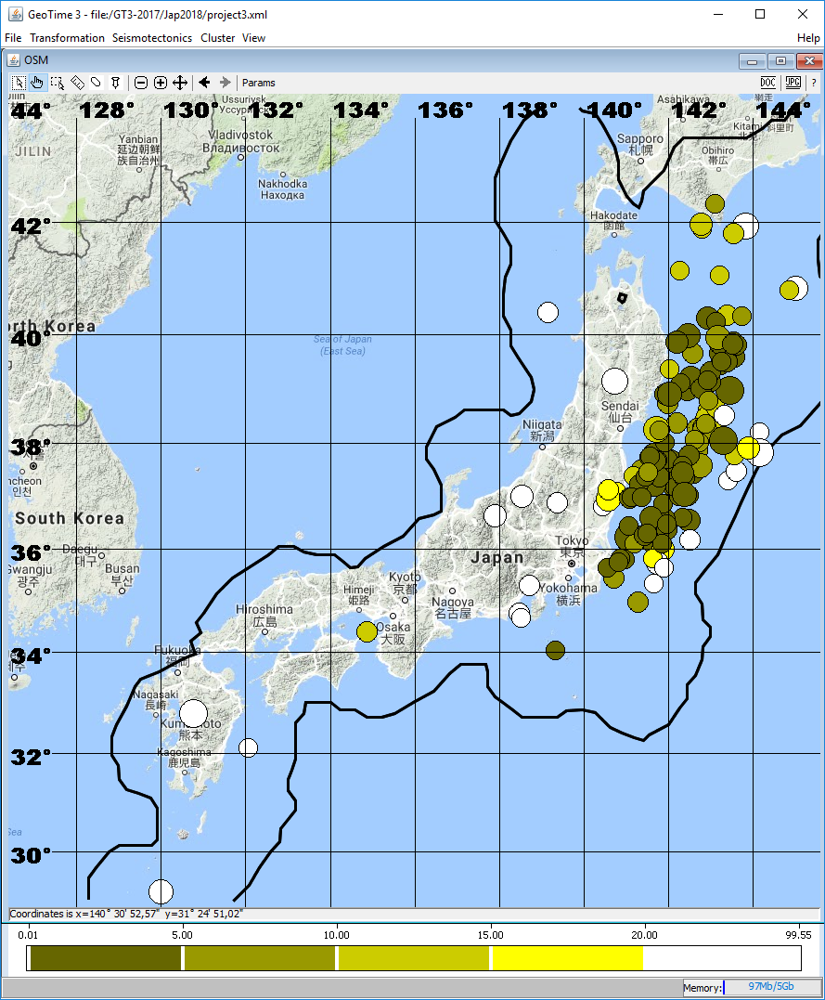 GeoTime 3 - file:/GT3-2017/Jap2018/project3.xml
File Transformation Seismotectonics Cluster View Help
OSM
Params DOC JPG ?
44° 128° 130° 132° 134° 136° 138° 140° 142° 144°
Ussuriysk
Уссурийск
Asahikawa
JILIN
Yanbian
延边朝鲜
族自治州
Vladivostok
Владивосток
Nakhodka
Находка
Sapporo
札幌
Kitami
斜里町
Obihiro
帯広
Hakodate
函館
42°
orth Korea
40°
Sea of Japan
(East Sea)
Sendai
仙台
Niigata
新潟
38°
서울
ncheon
인천
South Korea
Daegu
대구
36°
Gwangju
광주
Busan
부산
Tokyo
東京
Japan
Yokohama
横浜
Kyoto
京都
Himeji
姫路
Nagoya
名古屋
Osaka
大阪
Hiroshima
広島
34°
Fukuoka
福岡
Nagasaki
長崎
熊本
32°
Kagoshima
鹿児島
Sea
30°
Coordinates is x=140° 30' 52,57" y=31° 24' 51,02"
0.01 5.00 10.00 15.00 20.00 99.55
Memory: 97Mb/5Gb